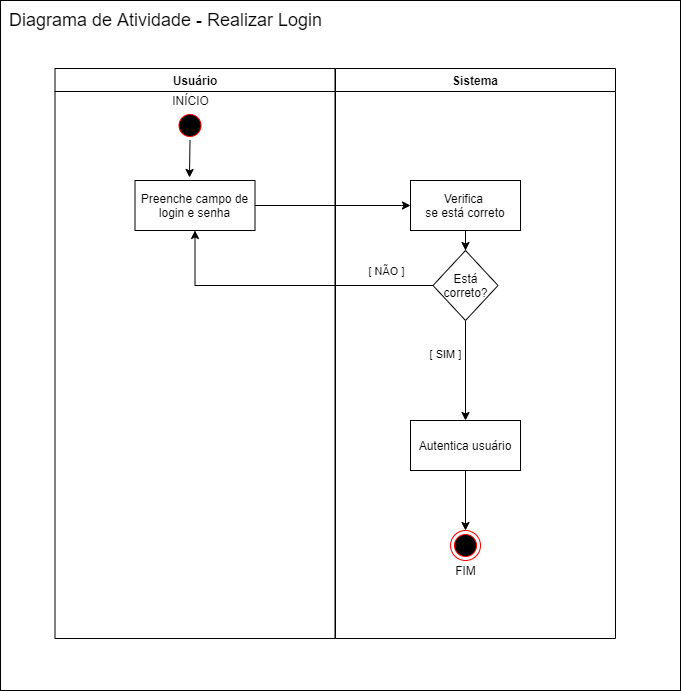 Diagrama de Atividade - Realizar Login
Usuário
Sistema
INÍCIO
Preenche campo de
login e senha
Verifica
se está correto
Está
correto?
[ NÃO ]
[ SIM ]
Autentica usuário
FIM